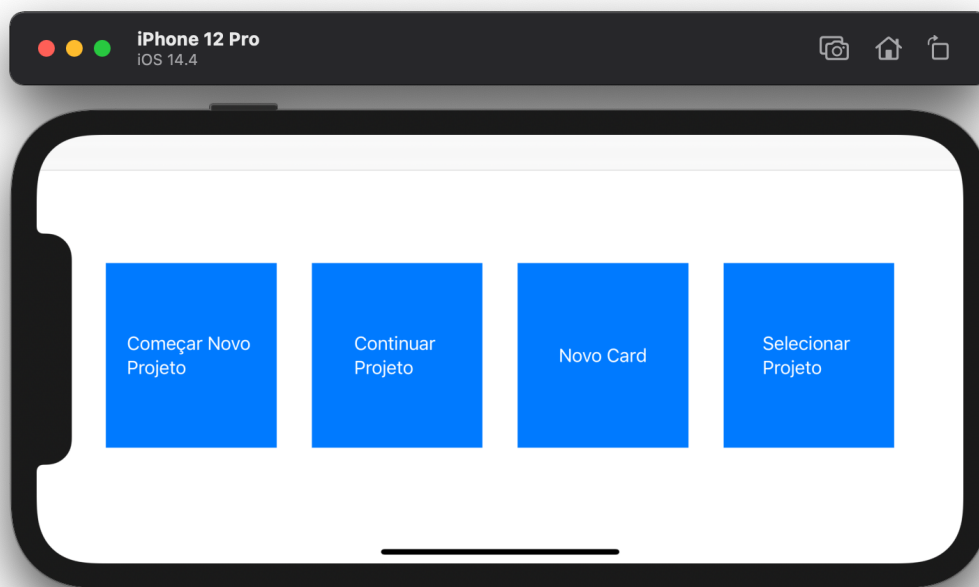 iPhone 12 Pro
iOS 14.4
Começar Novo
Projeto
Continuar
Projeto
Novo Card
Selecionar
Projeto